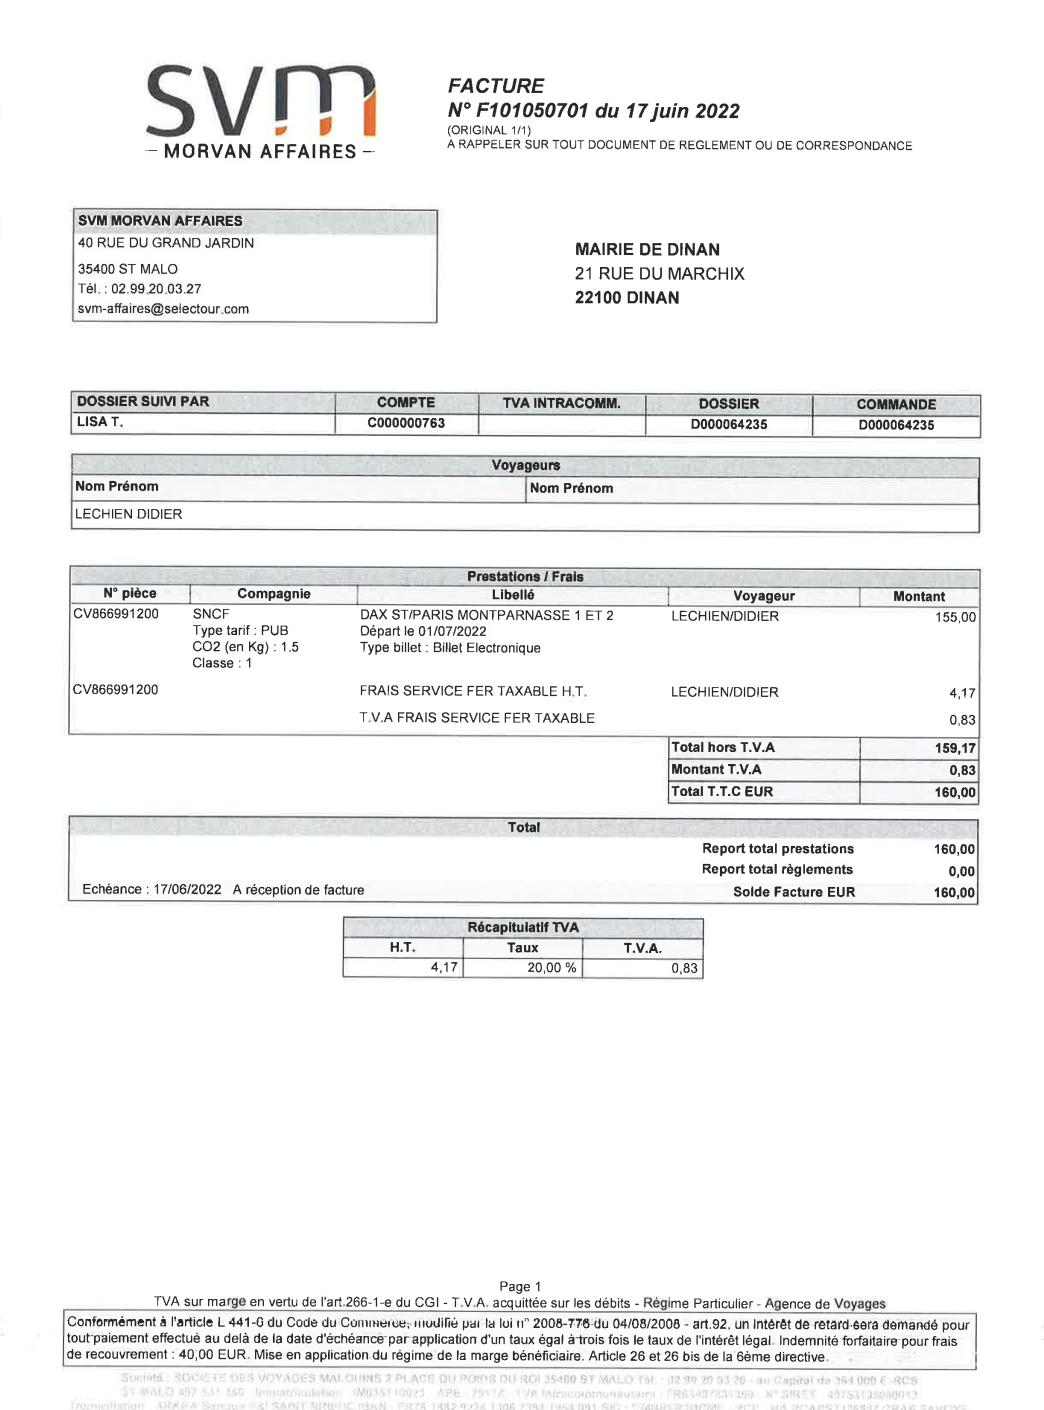 svm
MORVAN AFFAIRES
FACTURE
N° F101050701 du 17 juin 2022
(ORIGINAL 1/1)
A RAPPELER SUR TOUT DOCUMENT DE REGLEMENT OU DE CORRESPONDANCE
SVM MORVAN AFFAIRES
40 RUE DU GRAND JARDIN
35400 ST MALO
Tél. : 02.99.20.03.27
svm-affaires@selectour.com
MAIRIE DE DINAN
21 RUE DU MARCHIX
22100 DINAN
DOSSIER SUIVI PAR COMPTE TVA INTRACOMM. DOSSIER COMMANDE
LISA T. C000000763 D000064235 D000064235
Voyageurs
Nom Prénom Nom Prénom
LECHIEN DIDIER
Prestations / Frais
N° pièce Compagnie Libellé Voyageur Montant
CV866991200 SNCF DAX ST/PARIS MONTPARNASSE 1 ET 2 LECHIEN/DIDIER 155,00
Type tarif : PUB Départ le 01/07/2022
CO2 (en Kg) : 1.5 Type billet : Billet Electronique
Classe : 1
CV866991200 FRAIS SERVICE FER TAXABLE H.T. LECHIEN/DIDIER 4,17
T.V.A FRAIS SERVICE FER TAXABLE 0,83
Total hors T.V.A 159,17
Montant T.V.A 0,83
Total T.T.C EUR 160,00
Total
Report total prestations 160,00
Report total règlements 0,00
Echéance : 17/06/2022 A réception de facture Solde Facture EUR 160,00
Récapitulatif TVA
H.T. Taux T.V.A.
4,17 20,00 % 0,83
Page 1
TVA sur marge en vertu de l'art.266-1-e du CGI - T.V.A. acquittée sur les débits - Régime Particulier - Agence de Voyages
Conformément à l'article L 441-6 du Code du Commerce, modifié par la loi n° 2008-776 du 04/08/2008 - art.92, un intérêt de retard sera demandé pour
tout paiement effectué au delà de la date d'échéance par application d'un taux égal à trois fois le taux de l'intérêt légal. Indemnité forfaitaire pour frais
de recouvrement : 40,00 EUR. Mise en application du régime de la marge bénéficiaire. Article 26 et 26 bis de la 6ème directive.
Société : SOCIETE DES VOYAGES MALOUINS 2 PLACE DU POIDS DU ROI 35400 ST MALO Tél. : 02 99 20 03 20 - au Capital de 364 000 € -RCS
ST MALO 497 531 350 Immatriculation